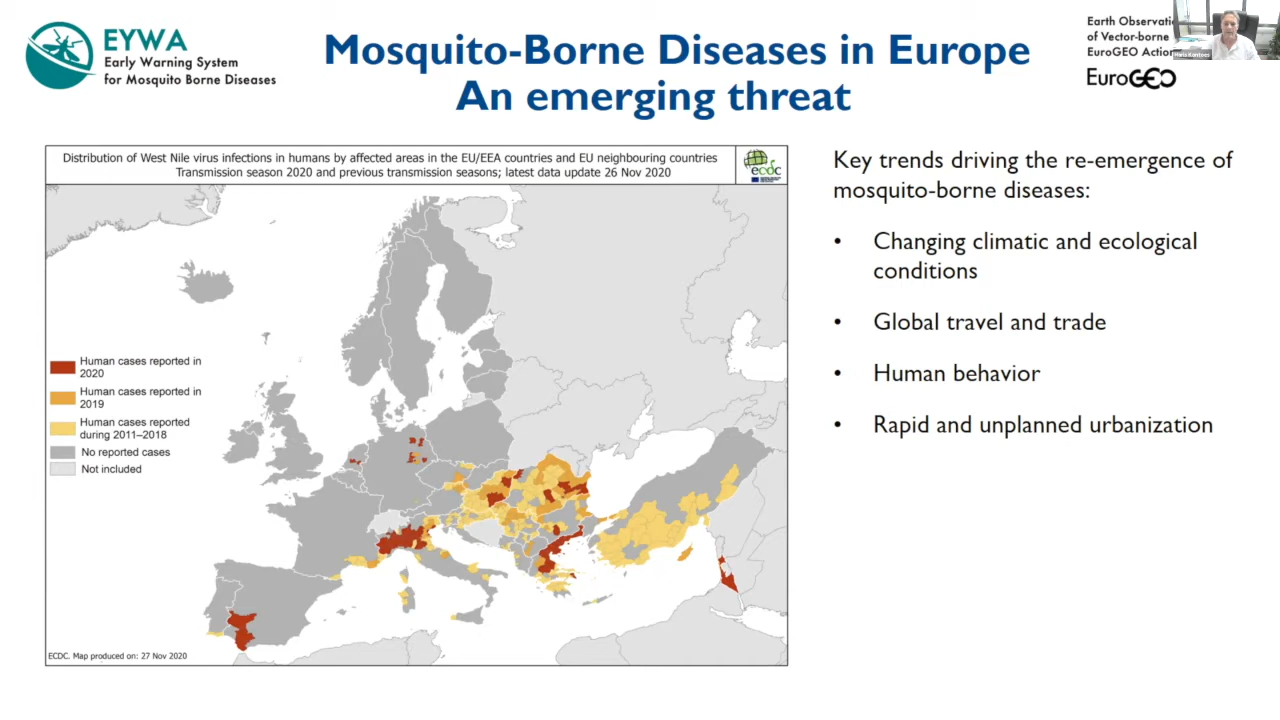 EYWA
Early Warning System
for Mosquito Borne Diseases
Mosquito-Borne Diseases in Europe
An emerging threat
Earth Observati
of Vector-borne
EuroGEO Action
EuroGEO
Distribution of West Nile virus infections in humans by affected areas in the EU/EEA countries and EU neighbouring countries
Transmission season 2020 and previous transmission seasons; latest data update 26 Nov 2020
ecdc
Human cases reported in
2020
Human cases reported in
2019
Human cases reported
during 2011–2018
No reported cases
Not included
ECDC. Map produced on: 27 Nov 2020
Key trends driving the re-emergence of
mosquito-borne diseases:
• Changing climatic and ecological
conditions
• Global travel and trade
• Human behavior
• Rapid and unplanned urbanization